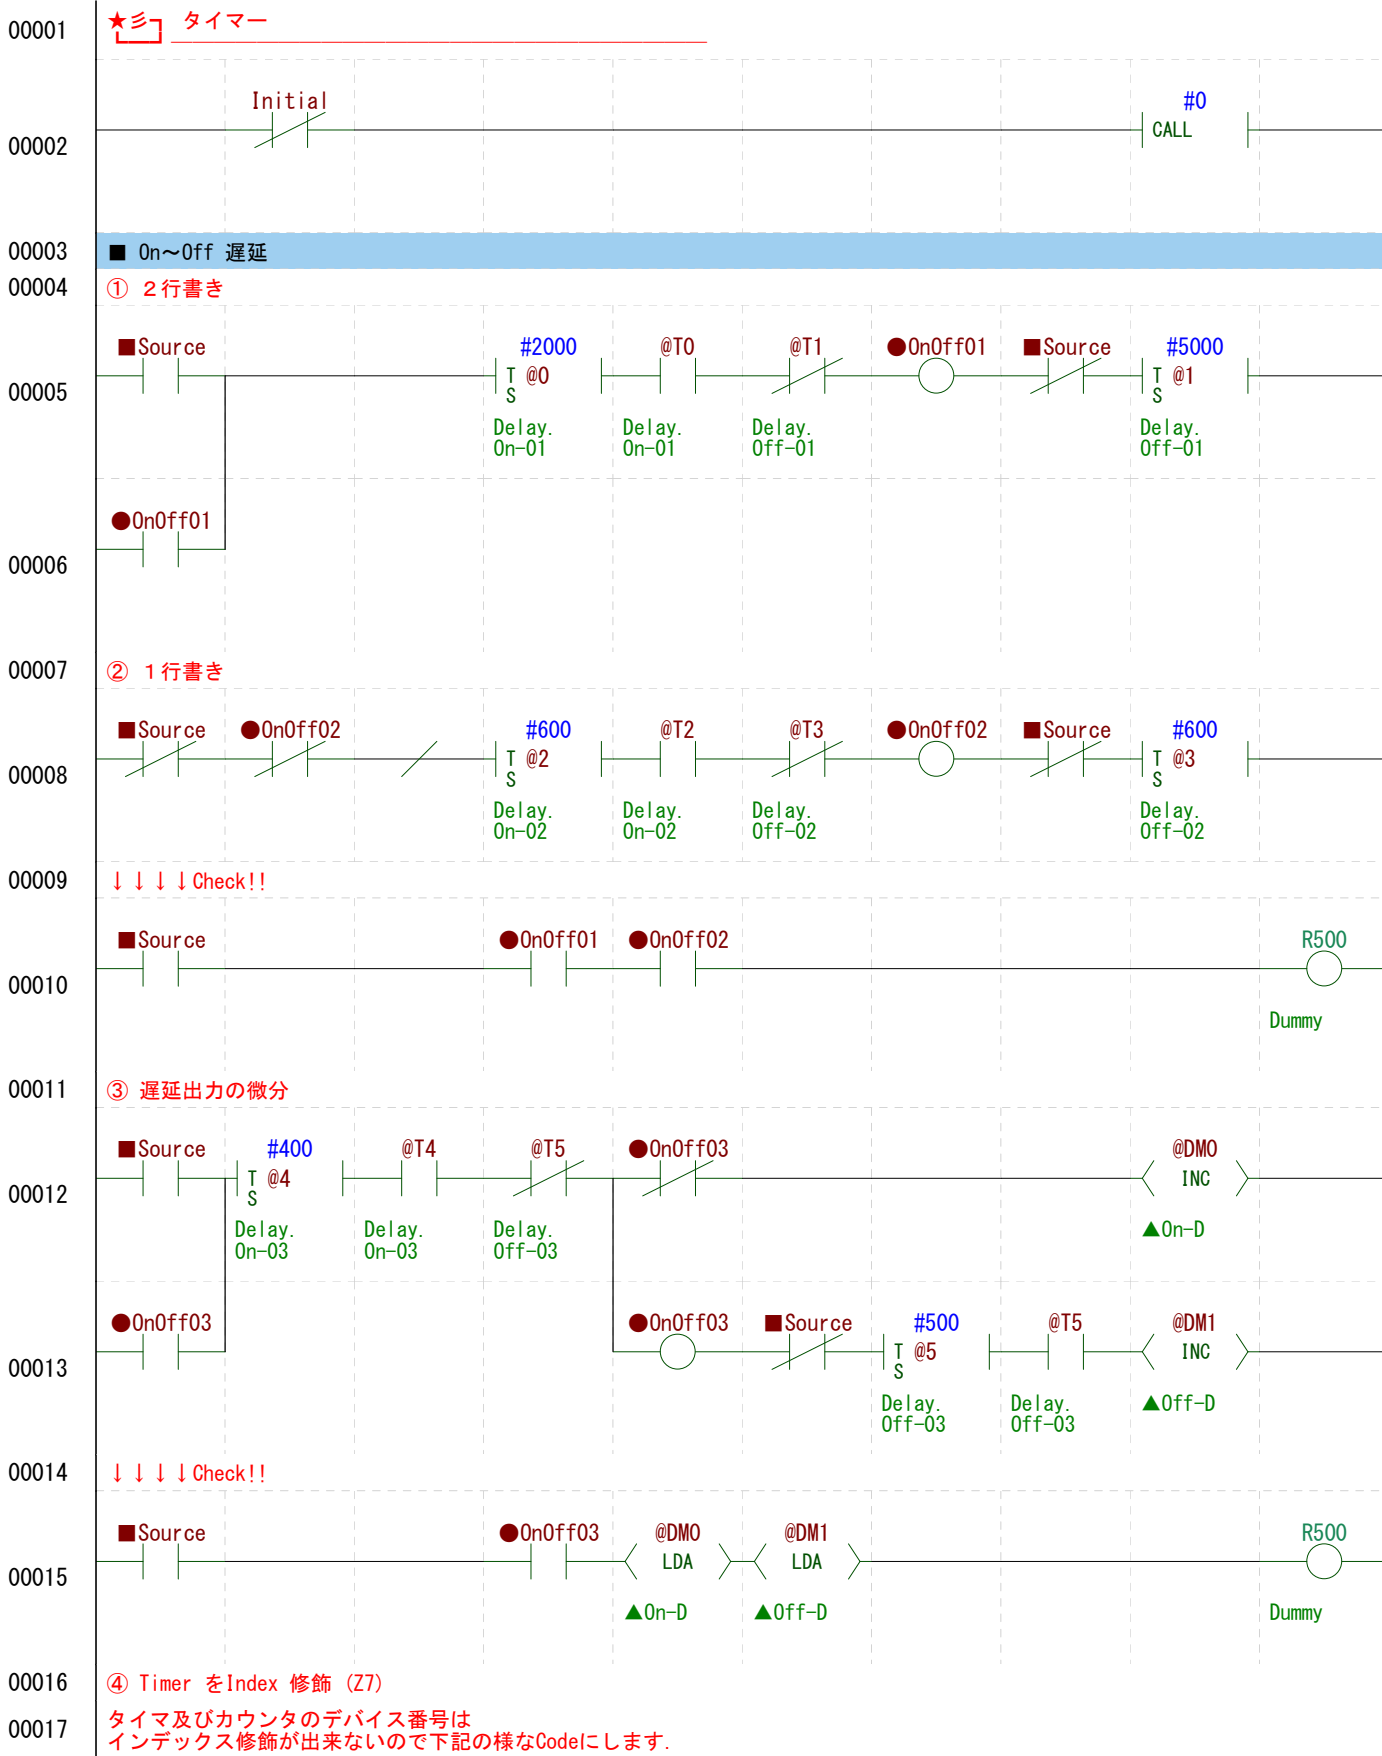 00001 ★彡┓ タイマー
00002
Initial #0
CALL
00003 ■ On～Off 遅延
00004 ① ２行書き
■Source #2000 @T0 @T1 ●OnOff01 ■Source #5000
00005 T @0 T @1
S S
Delay. Delay. Delay. Delay.
On-01 On-01 Off-01 Off-01
●OnOff01
00006
00007 ② １行書き
■Source ●OnOff02 #600 @T2 @T3 ●OnOff02 ■Source #600
00008 T @2 T @3
S S
Delay. Delay. Delay. Delay.
On-02 On-02 Off-02 Off-02
00009 ↓↓↓↓Check!!
■Source ●OnOff01 ●OnOff02 R500
00010
Dummy
00011 ③ 遅延出力の微分
■Source #400 @T4 @T5 ●OnOff03 @DM0
00012 T @4 INC
S
Delay. Delay. Delay. ▲On-D
On-03 On-03 Off-03
●OnOff03 ●OnOff03 ■Source #500 @T5 @DM1
00013 T @5 INC
S
Delay. Delay. ▲Off-D
Off-03 Off-03
00014 ↓↓↓↓Check!!
■Source ●OnOff03 @DM0 @DM1 R500
00015 LDA LDA
▲On-D ▲Off-D Dummy
00016 ④ Timer をIndex 修飾 (Z7)
00017 タイマ及びカウンタのデバイス番号は
インデックス修飾が出来ないので下記の様なCodeにします.